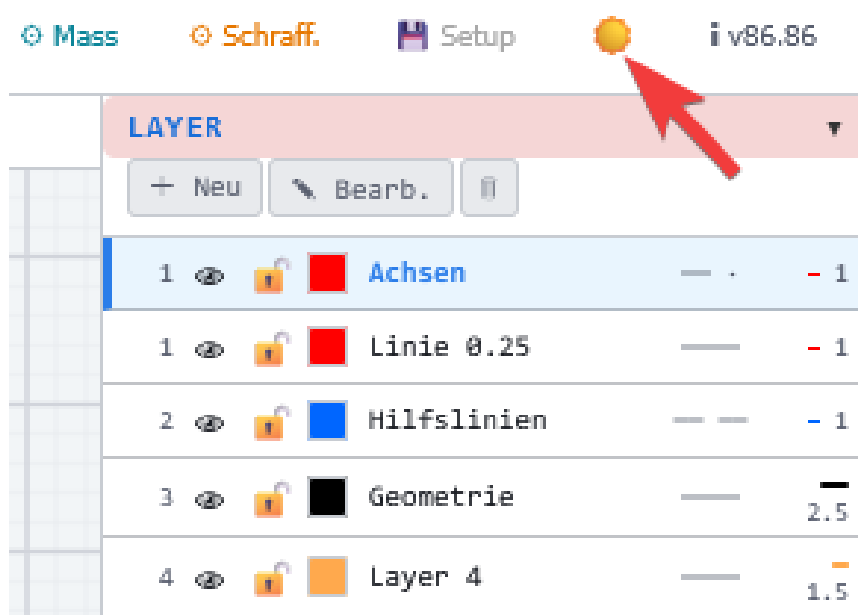 Mass Schraff. Setup i v86.86
LAYER ▼
+ Neu Bearb.
1 Achsen 1
1 Linie 0.25 1
2 Hilfslinien 1
3 Geometrie 2.5
4 Layer 4 1.5